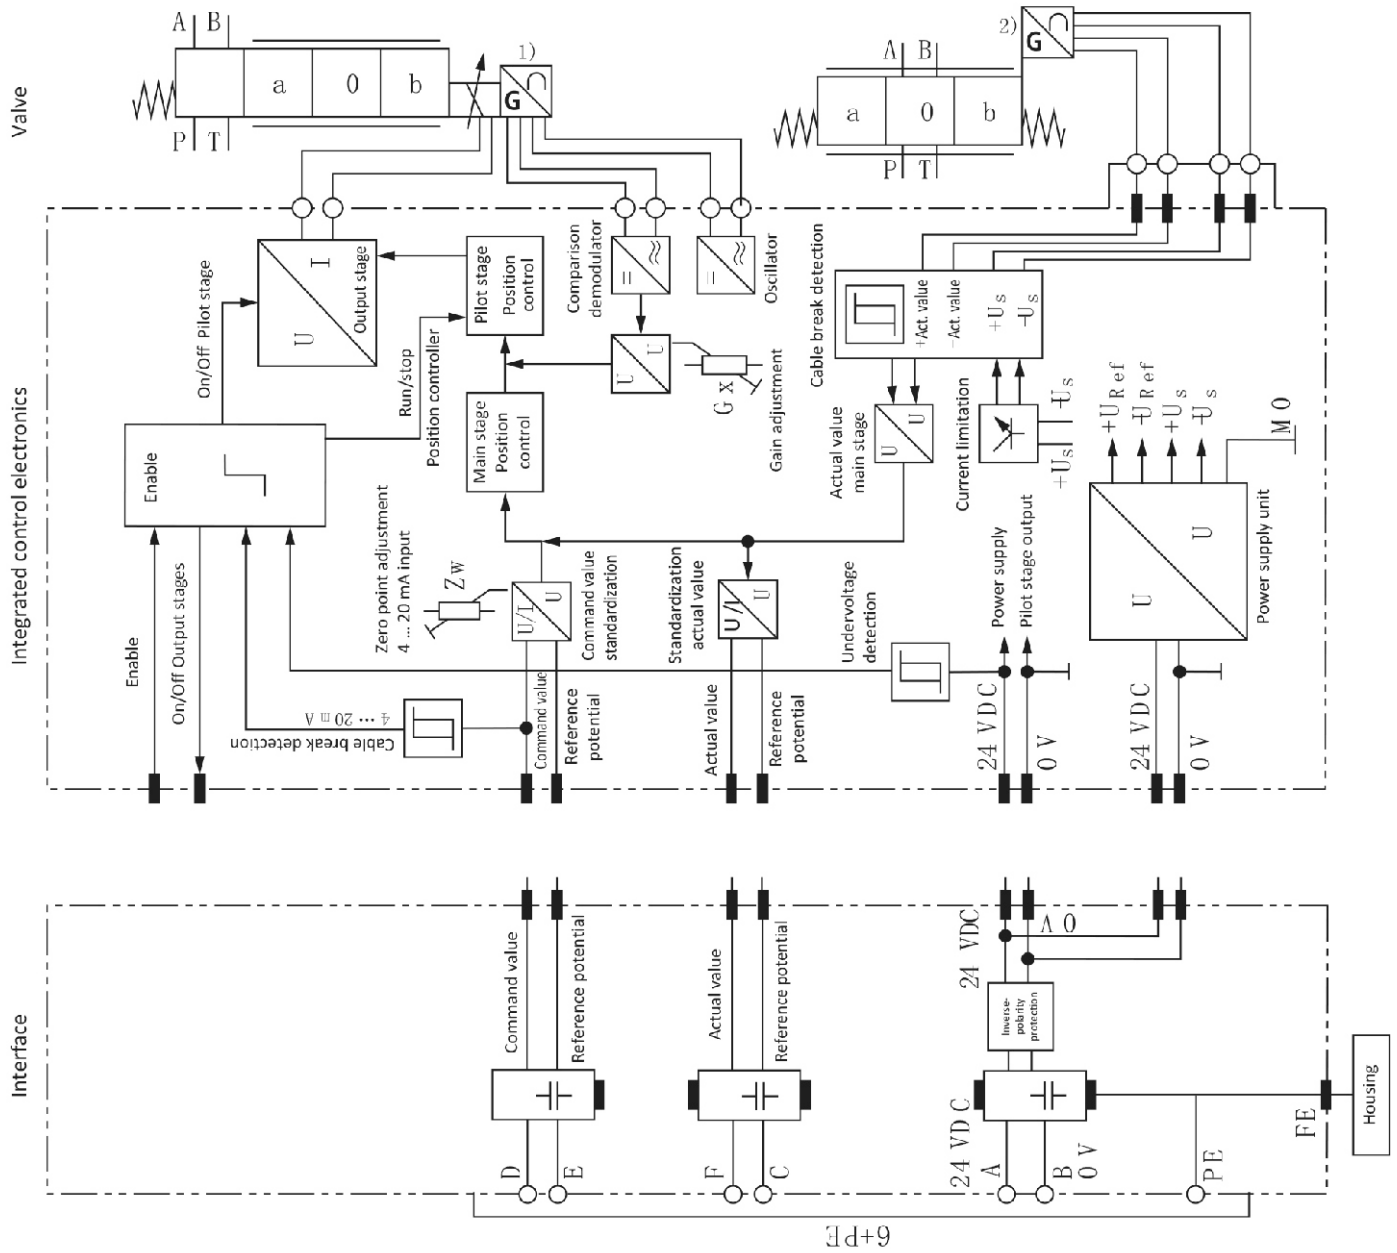 Valve
A B
1)
a 0 b
G
P T
2)
G
A B
a 0 b
P T
Integrated control electronics
On/Off Pilot stage
U
I
Output stage
Pilot stage
Position
control
Run/stop
Position controller
Enable
Main stage
Position
control
Comparison
demodulator
=
≈
U
U
=
≈
Oscillator
Gx
Gain adjustment
Cable break detection
+Act. value
-Act. value
+Us
-Us
Actual value
main stage
U
U
Current limitation
+Us
-Us
+URef
-URef
+Us
-Us
M0
U
U
Power supply unit
Power supply
Pilot stage output
Zero point adjustment
4 ... 20 mA input
Zw
U/I
U
Command value
standardization
Standardization
actual value
U/I
U
Undervoltage
detection
Enable
On/Off Output stages
Cable break detection
4 ... 20 mA
Command value
Reference
potential
Actual value
Reference
potential
24 VDC
0 V
24 VDC
0 V
Interface
Command value
Reference potential
Actual value
Reference potential
24 VDC
0 V
Inverse-
polarity
protection
D
E
F
C
24 VDC
A
B
0 V
PE
FE
Housing
6+PE